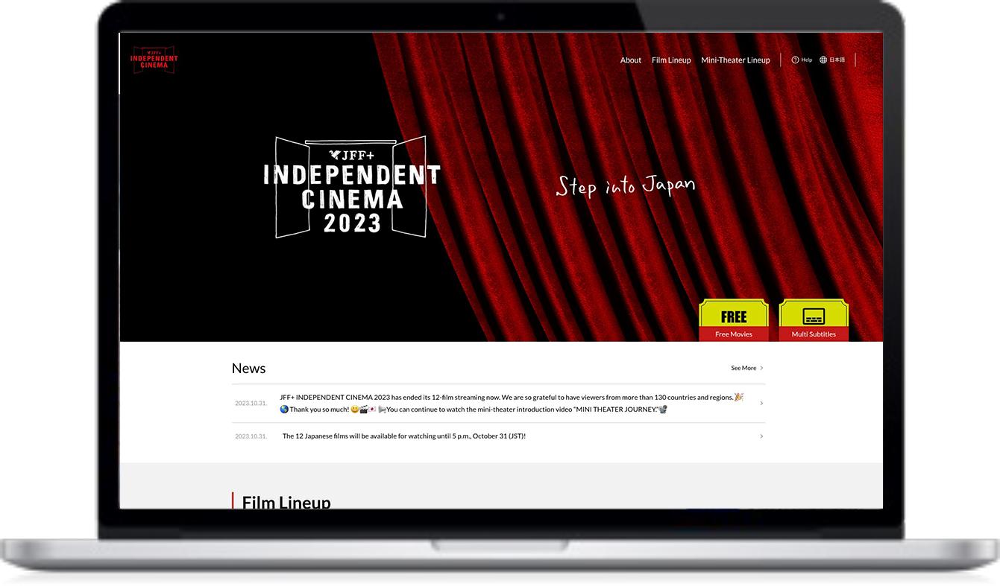 JFF+
INDEPENDENT
CINEMA
About Film Lineup Mini-Theater Lineup Help 日本語
JFF+
INDEPENDENT
CINEMA
2023
Step into Japan
FREE
Free Movies
Multi Subtitles
News
See More
2023.10.31.
JFF+ INDEPENDENT CINEMA 2023 has ended its 12-film streaming now. We are so grateful to have viewers from more than 130 countries and regions.🎉
🌎Thank you so much! 😃🎬🇯🇵 📢You can continue to watch the mini-theater introduction video “MINI THEATER JOURNEY.”📽
2023.10.31.
The 12 Japanese films will be available for watching until 5 p.m., October 31 (JST)!
Film Lineup